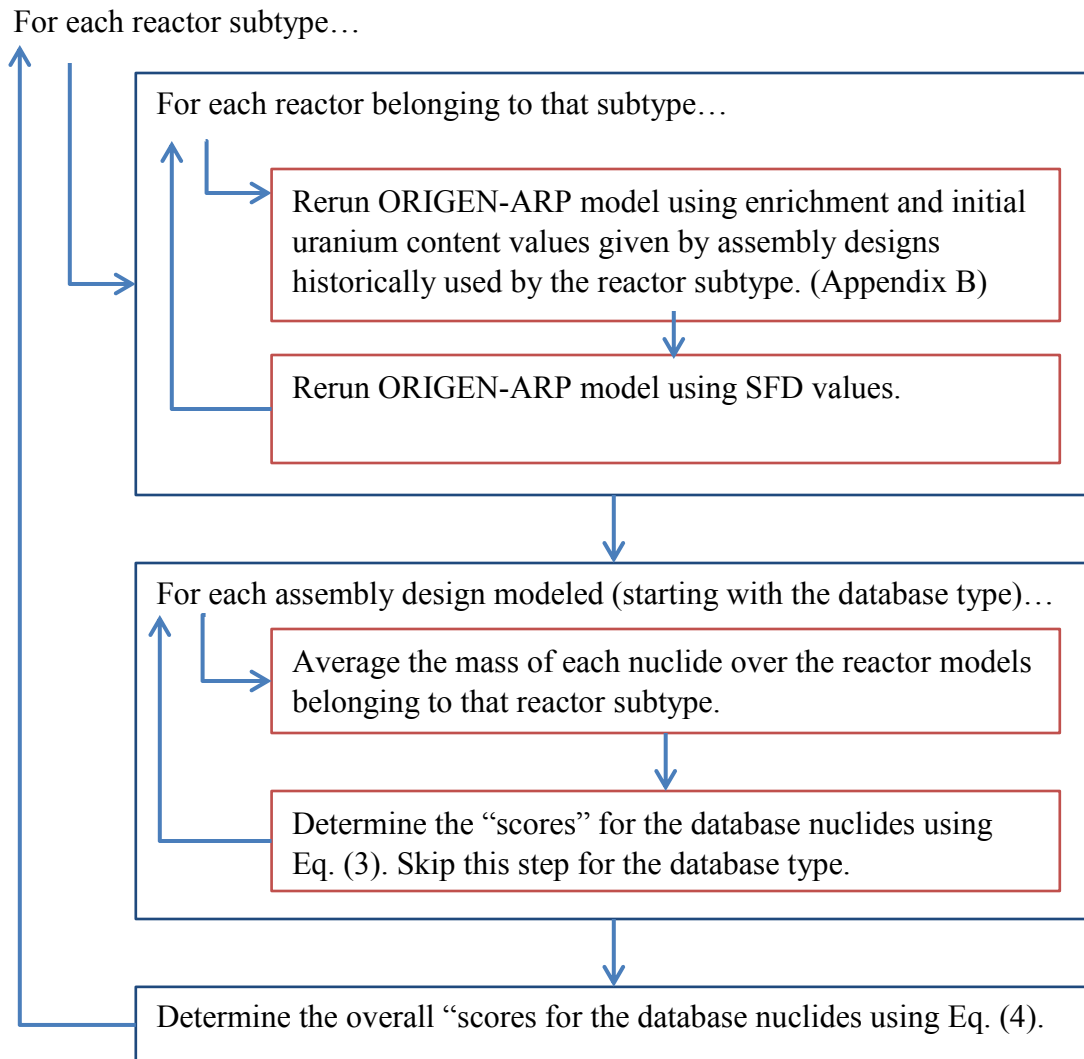 For each reactor subtype…
For each reactor belonging to that subtype…
Rerun ORIGEN-ARP model using enrichment and initial
uranium content values given by assembly designs
historically used by the reactor subtype. (Appendix B)
Rerun ORIGEN-ARP model using SFD values.
For each assembly design modeled (starting with the database type)…
Average the mass of each nuclide over the reactor models
belonging to that reactor subtype.
Determine the “scores” for the database nuclides using
Eq. (3). Skip this step for the database type.
Determine the overall “scores for the database nuclides using Eq. (4).